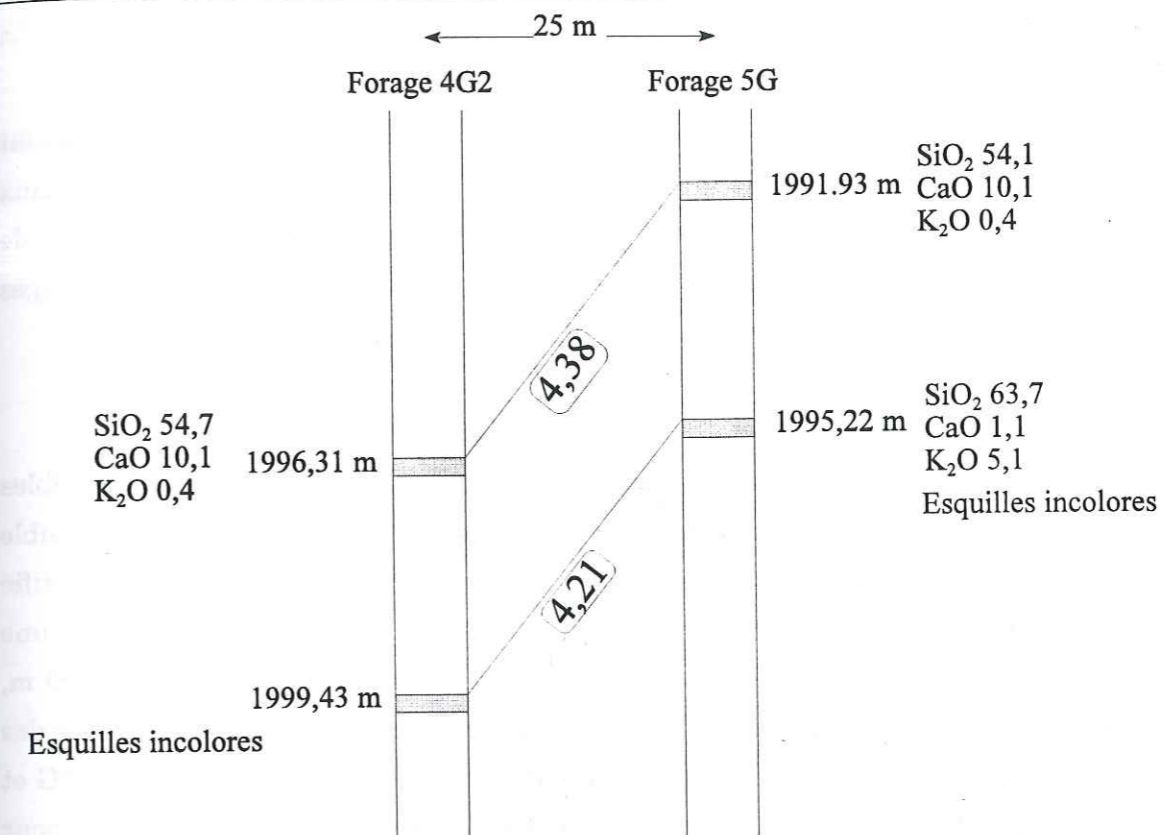 25 m
Forage 4G2
Forage 5G
1991.93 m
SiO₂ 54,1
CaO 10,1
K₂O 0,4
4,38
SiO₂ 54,7
CaO 10,1
K₂O 0,4
1996,31 m
1995,22 m
SiO₂ 63,7
CaO 1,1
K₂O 5,1
Esquilles incolores
4,21
1999,43 m
Esquilles incolores